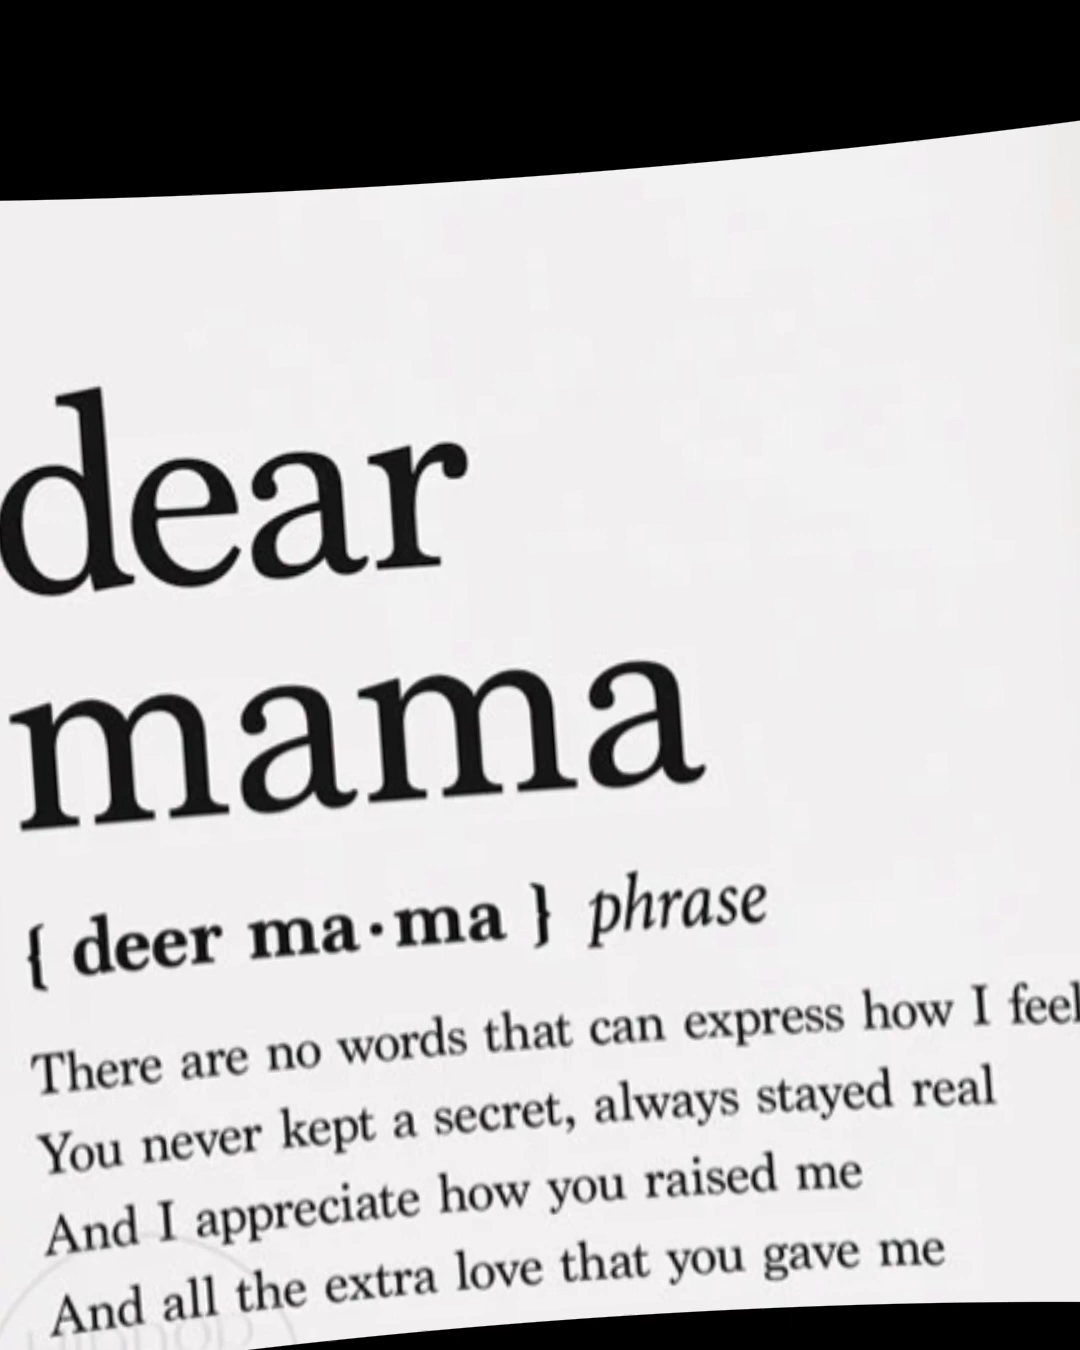 dear
mama
{ deer ma·ma } phrase
There are no words that can express how I feel
You never kept a secret, always stayed real
And I appreciate how you raised me
And all the extra love that you gave me